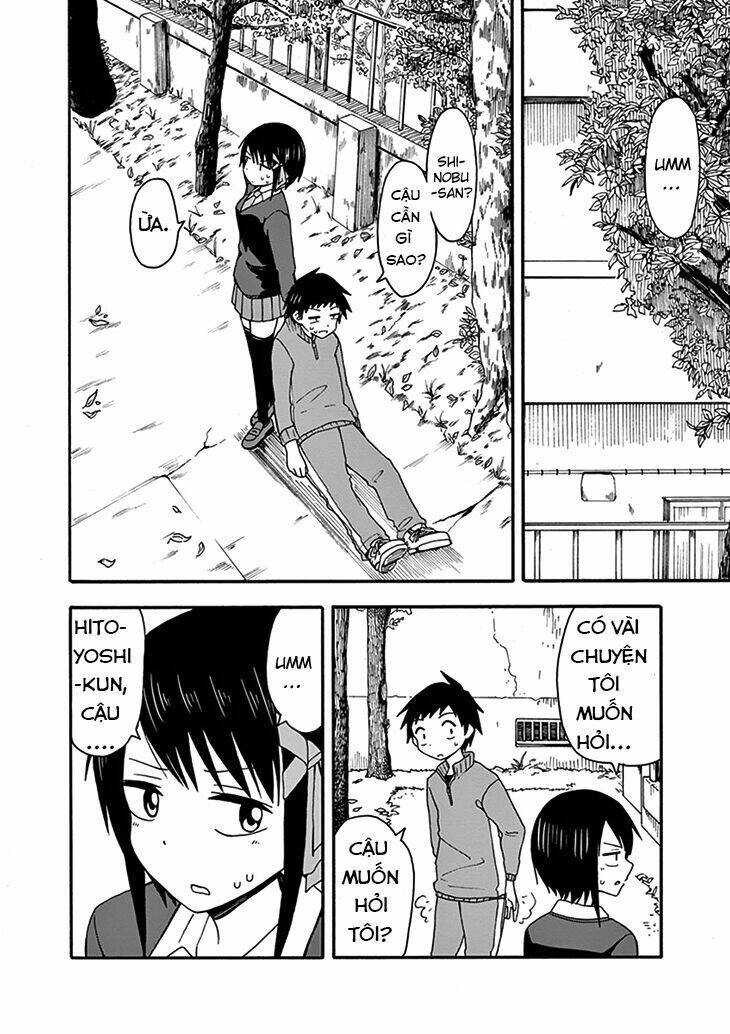 UMM
...
SHI-
NOBU
-SAN?
CẬU
CẦN
GÌ
SAO?
ỪA.
CÓ VÀI
CHUYỆN
TÔI
MUỐN
HỎI...
CẬU
MUỐN
HỎI
TÔI?
UMM
...
HITO-
YOSHI
-KUN,
CẬU
....